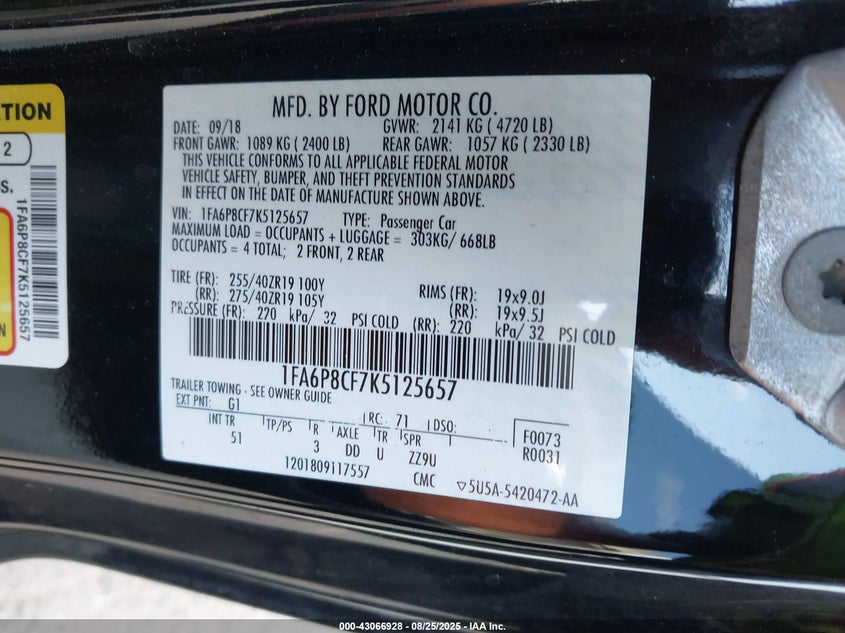 ATION
2
S.
1FA6P8CF7K5125657
N
MFD. BY FORD MOTOR CO.
DATE: 09/18 GVWR: 2141 KG ( 4720 LB)
FRONT GAWR: 1089 KG ( 2400 LB) REAR GAWR: 1057 KG ( 2330 LB)
THIS VEHICLE CONFORMS TO ALL APPLICABLE FEDERAL MOTOR
VEHICLE SAFETY, BUMPER, AND THEFT PREVENTION STANDARDS
IN EFFECT ON THE DATE OF MANUFACTURE SHOWN ABOVE.
VIN: 1FA6P8CF7K5125657 TYPE: Passenger Car
MAXIMUM LOAD = OCCUPANTS + LUGGAGE = 303KG/ 668LB
OCCUPANTS = 4 TOTAL; 2 FRONT, 2 REAR
TIRE (FR): 255/40ZR19 100Y RIMS (FR): 19x9.0J
(RR): 275/40ZR19 105Y (RR): 19x9.5J
PRESSURE (FR): 220 kPa/ 32 PSI COLD (RR): 220 kPa/ 32 PSI COLD
1FA6P8CF7K5125657
TRAILER TOWING - SEE OWNER GUIDE
EXT PNT: G1 RC: 71 DSO: F0073
INT TR TP/PS R AXLE TR SPR R0031
51 3 DD U ZZ9U
1201809117557 CMC ▽5U5A-5420472-AA
000-43066928 - 08/25/2025 - IAA Inc.